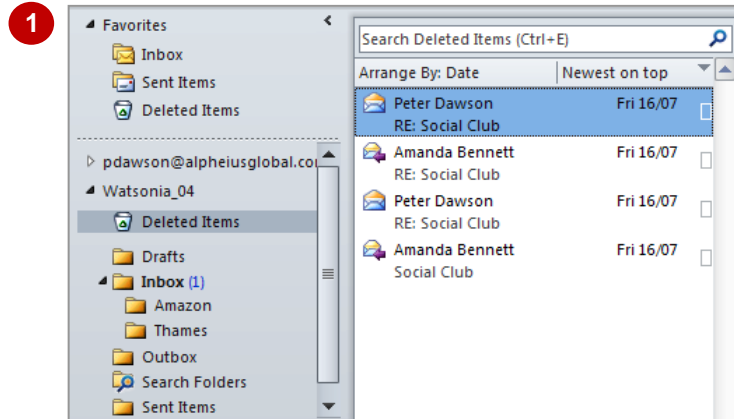 1
Favorites
Inbox
Sent Items
Deleted Items
pdawson@alpheiusglobal.co
Watsonia_04
Deleted Items
Drafts
Inbox (1)
Amazon
Thames
Outbox
Search Folders
Sent Items
Search Deleted Items (Ctrl+E)
Arrange By: Date Newest on top
Peter Dawson Fri 16/07
RE: Social Club
Amanda Bennett Fri 16/07
RE: Social Club
Peter Dawson Fri 16/07
RE: Social Club
Amanda Bennett Fri 16/07
Social Club